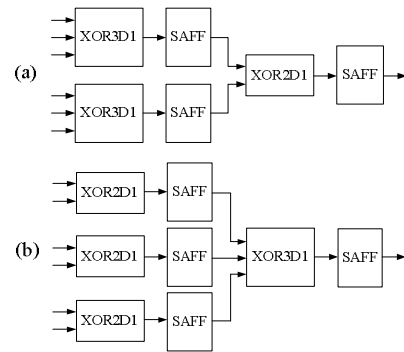 XOR3D1 SAFF
(a) XOR2D1 SAFF
XOR3D1 SAFF
XOR2D1 SAFF
(b) XOR2D1 SAFF XOR3D1 SAFF
XOR2D1 SAFF